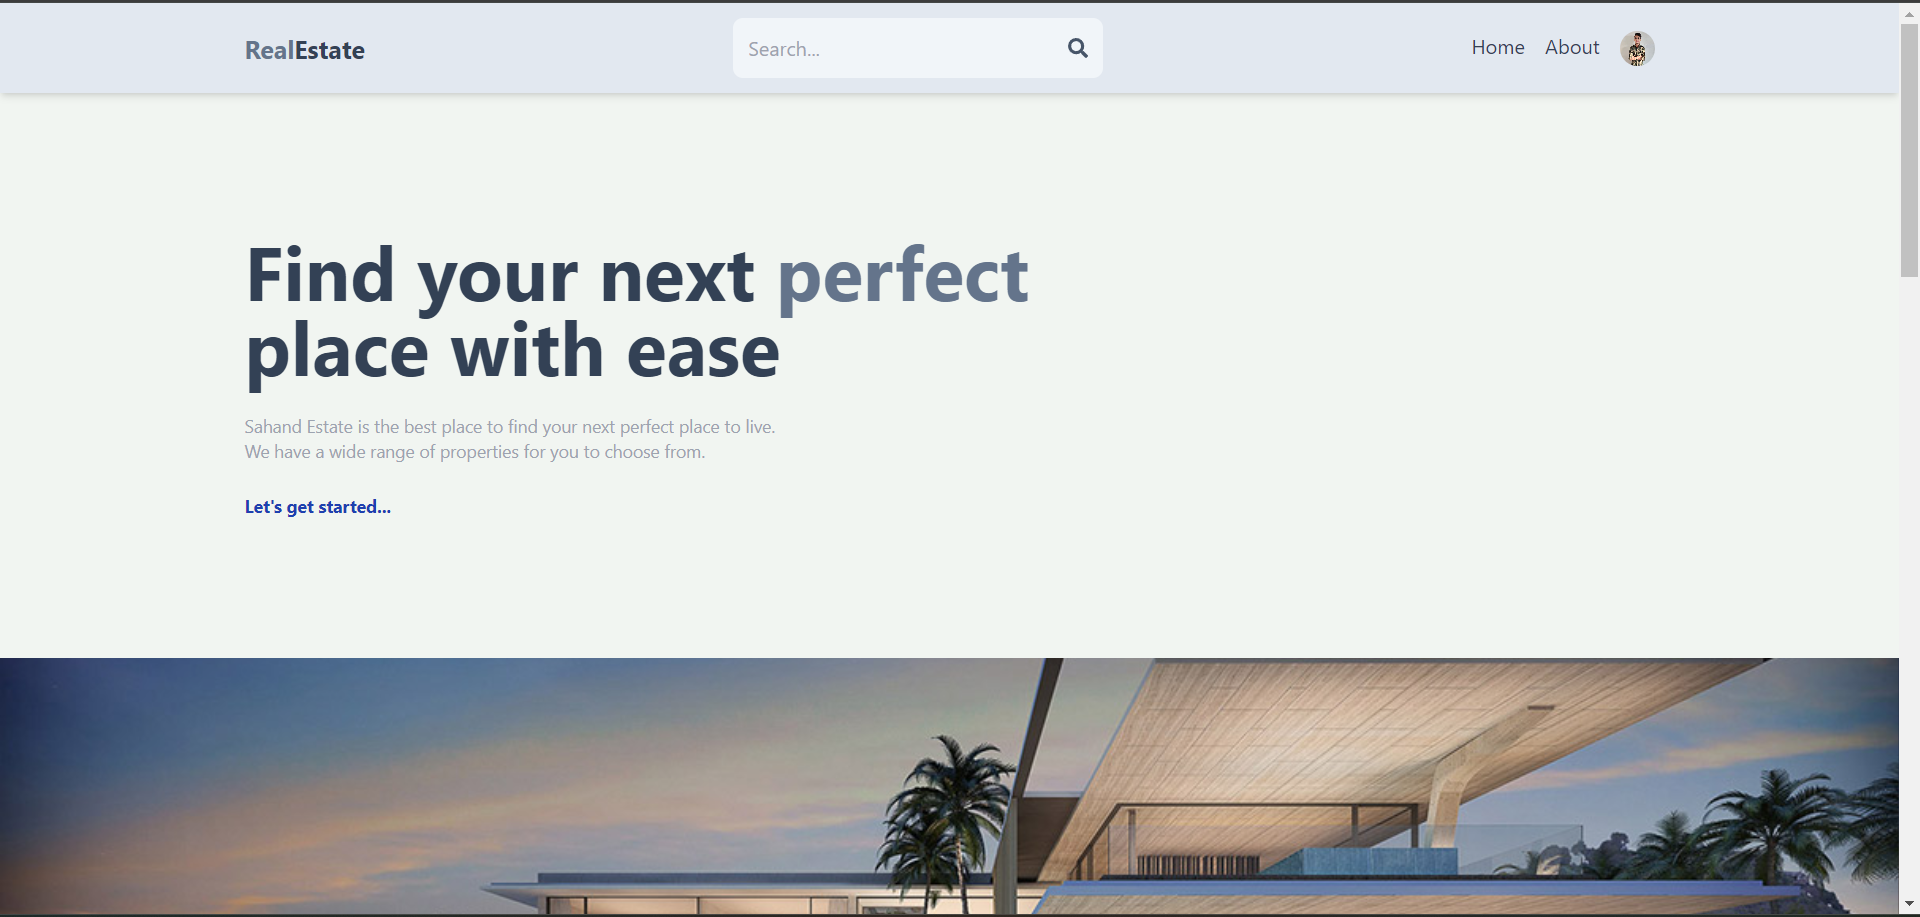 RealEstate
Search...
Home About
Find your next perfect
place with ease
Sahand Estate is the best place to find your next perfect place to live.
We have a wide range of properties for you to choose from.
Let's get started...